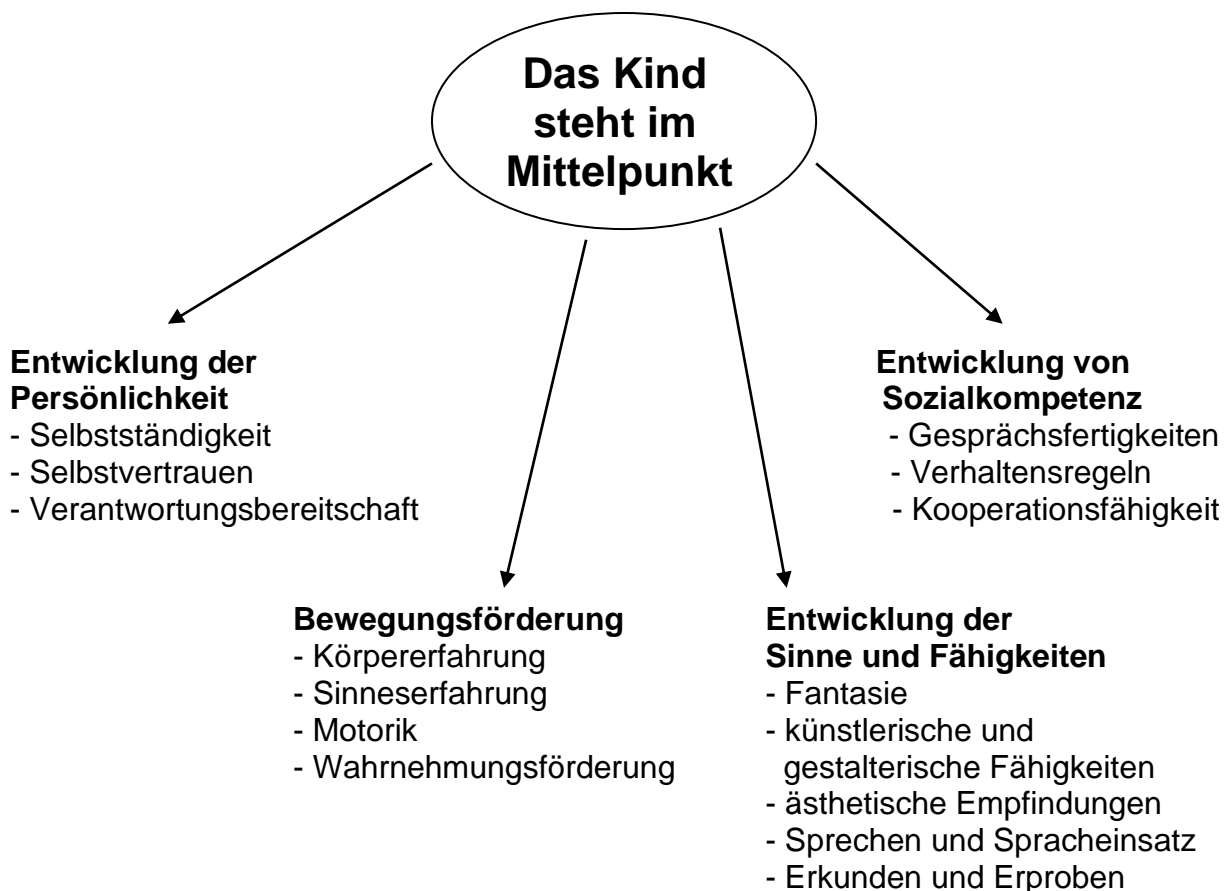 Das Kind
steht im
Mittelpunkt
Entwicklung der
Persönlichkeit
- Selbstständigkeit
- Selbstvertrauen
- Verantwortungsbereitschaft
Entwicklung von
Sozialkompetenz
- Gesprächsfertigkeiten
- Verhaltensregeln
- Kooperationsfähigkeit
Bewegungsförderung
- Körpererfahrung
- Sinneserfahrung
- Motorik
- Wahrnehmungsförderung
Entwicklung der
Sinne und Fähigkeiten
- Fantasie
- künstlerische und
gestalterische Fähigkeiten
- ästhetische Empfindungen
- Sprechen und Spracheinsatz
- Erkunden und Erproben